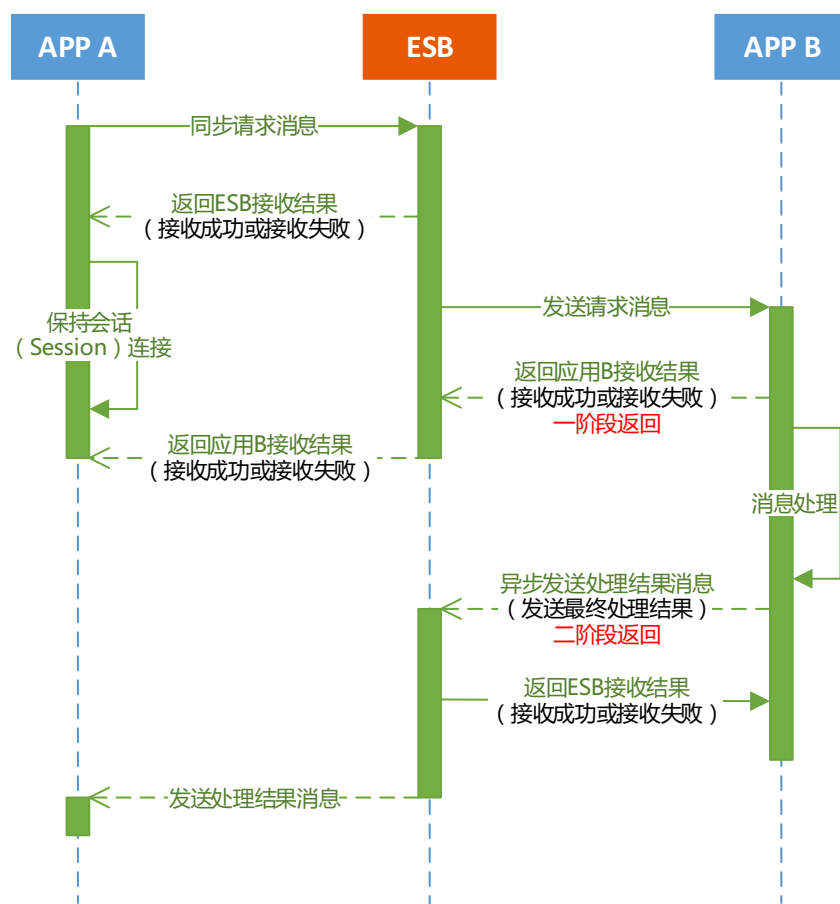 APP A
ESB
APP B
同步请求消息
返回ESB接收结果
（接收成功或接收失败）
保持会话
（Session）连接
发送请求消息
返回应用B接收结果
（接收成功或接收失败）
一阶段返回
返回应用B接收结果
（接收成功或接收失败）
消息处理
异步发送处理结果消息
（发送最终处理结果）
二阶段返回
返回ESB接收结果
（接收成功或接收失败）
发送处理结果消息